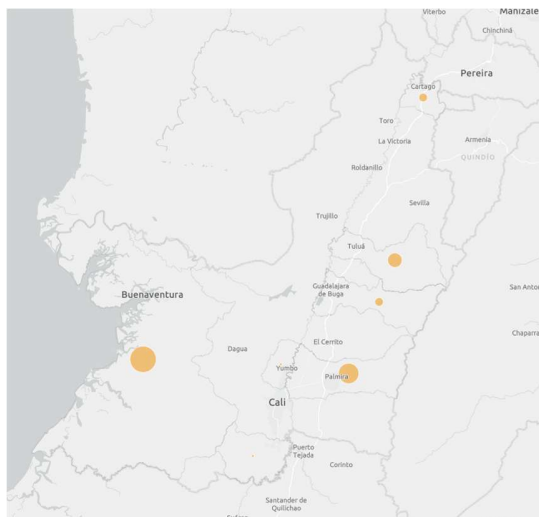 Manizale
Viterbo
Chinchiná
Pereira
Cartago
Toro
La Victoria
Armenia
QUINDÍO
Roldanillo
Sevilla
Trujillo
Tuluá
Guadalajara
de Buga
San Anton
Buenaventura
Chaparra
El Cerrito
Dagua
Yumbo
Palmira
Cali
Puerto
Tejada
Corinto
Santander de
Quilichao